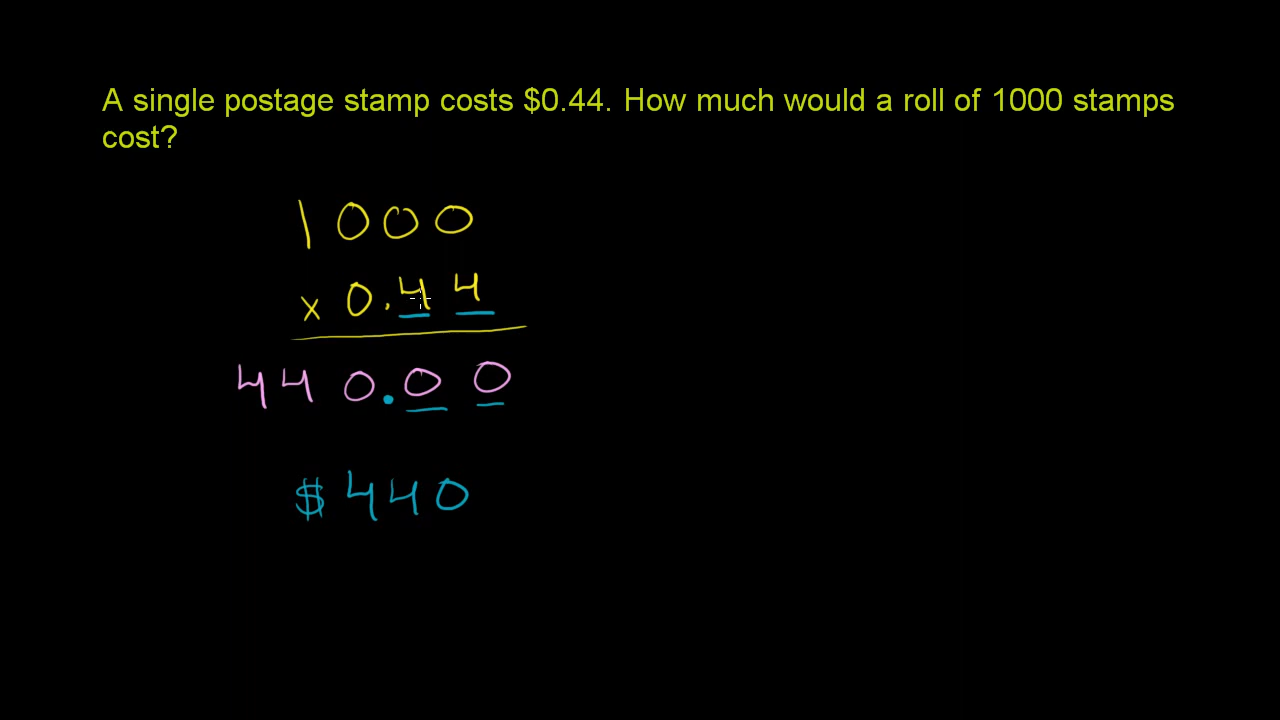 A single postage stamp costs $0.44. How much would a roll of 1000 stamps
cost?
1000
x 0.44
440.00
$440